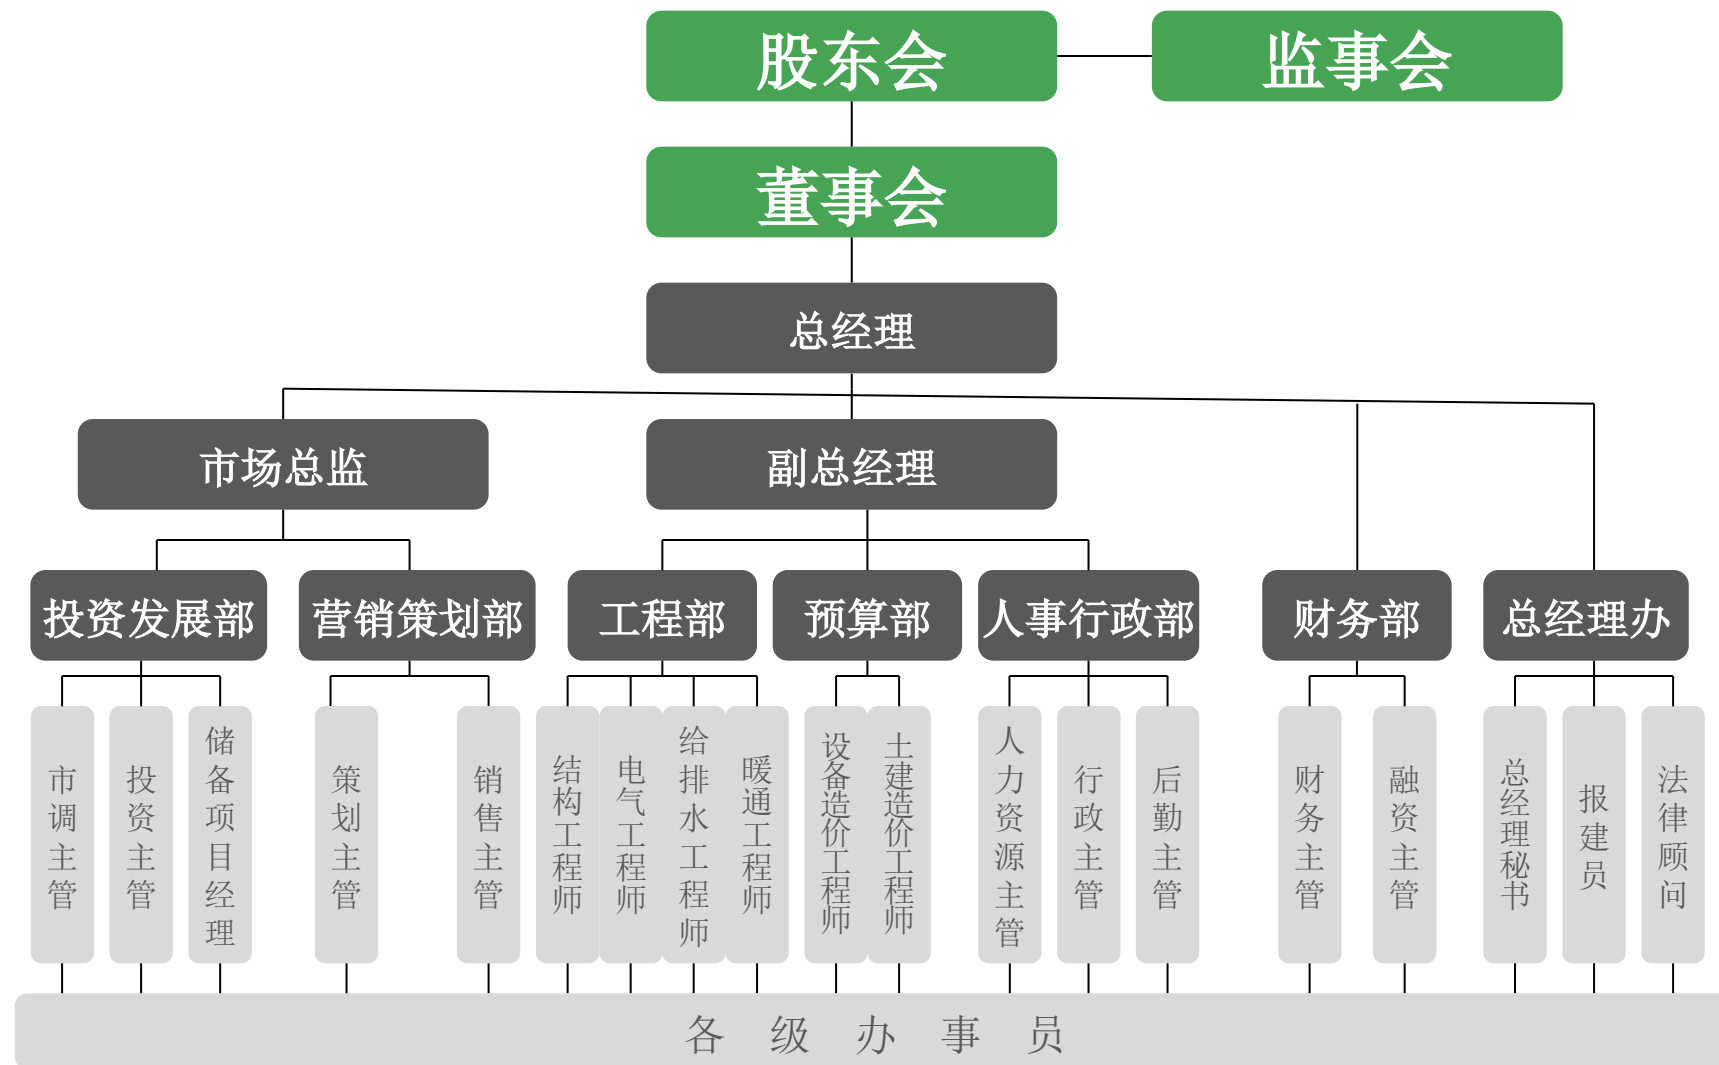 股东会
监事会
董事会
总经理
市场总监
副总经理
投资发展部
营销策划部
工程部
预算部
人事行政部
财务部
总经理办
市调主管
投资主管
储备项目经理
策划主管
销售主管
结构工程师
电气工程师
给排水工程师
暖通工程师
设备造价工程师
土建造价工程师
人力资源主管
行政主管
后勤主管
财务主管
融资主管
总经理秘书
报建员
法律顾问
各级办事员